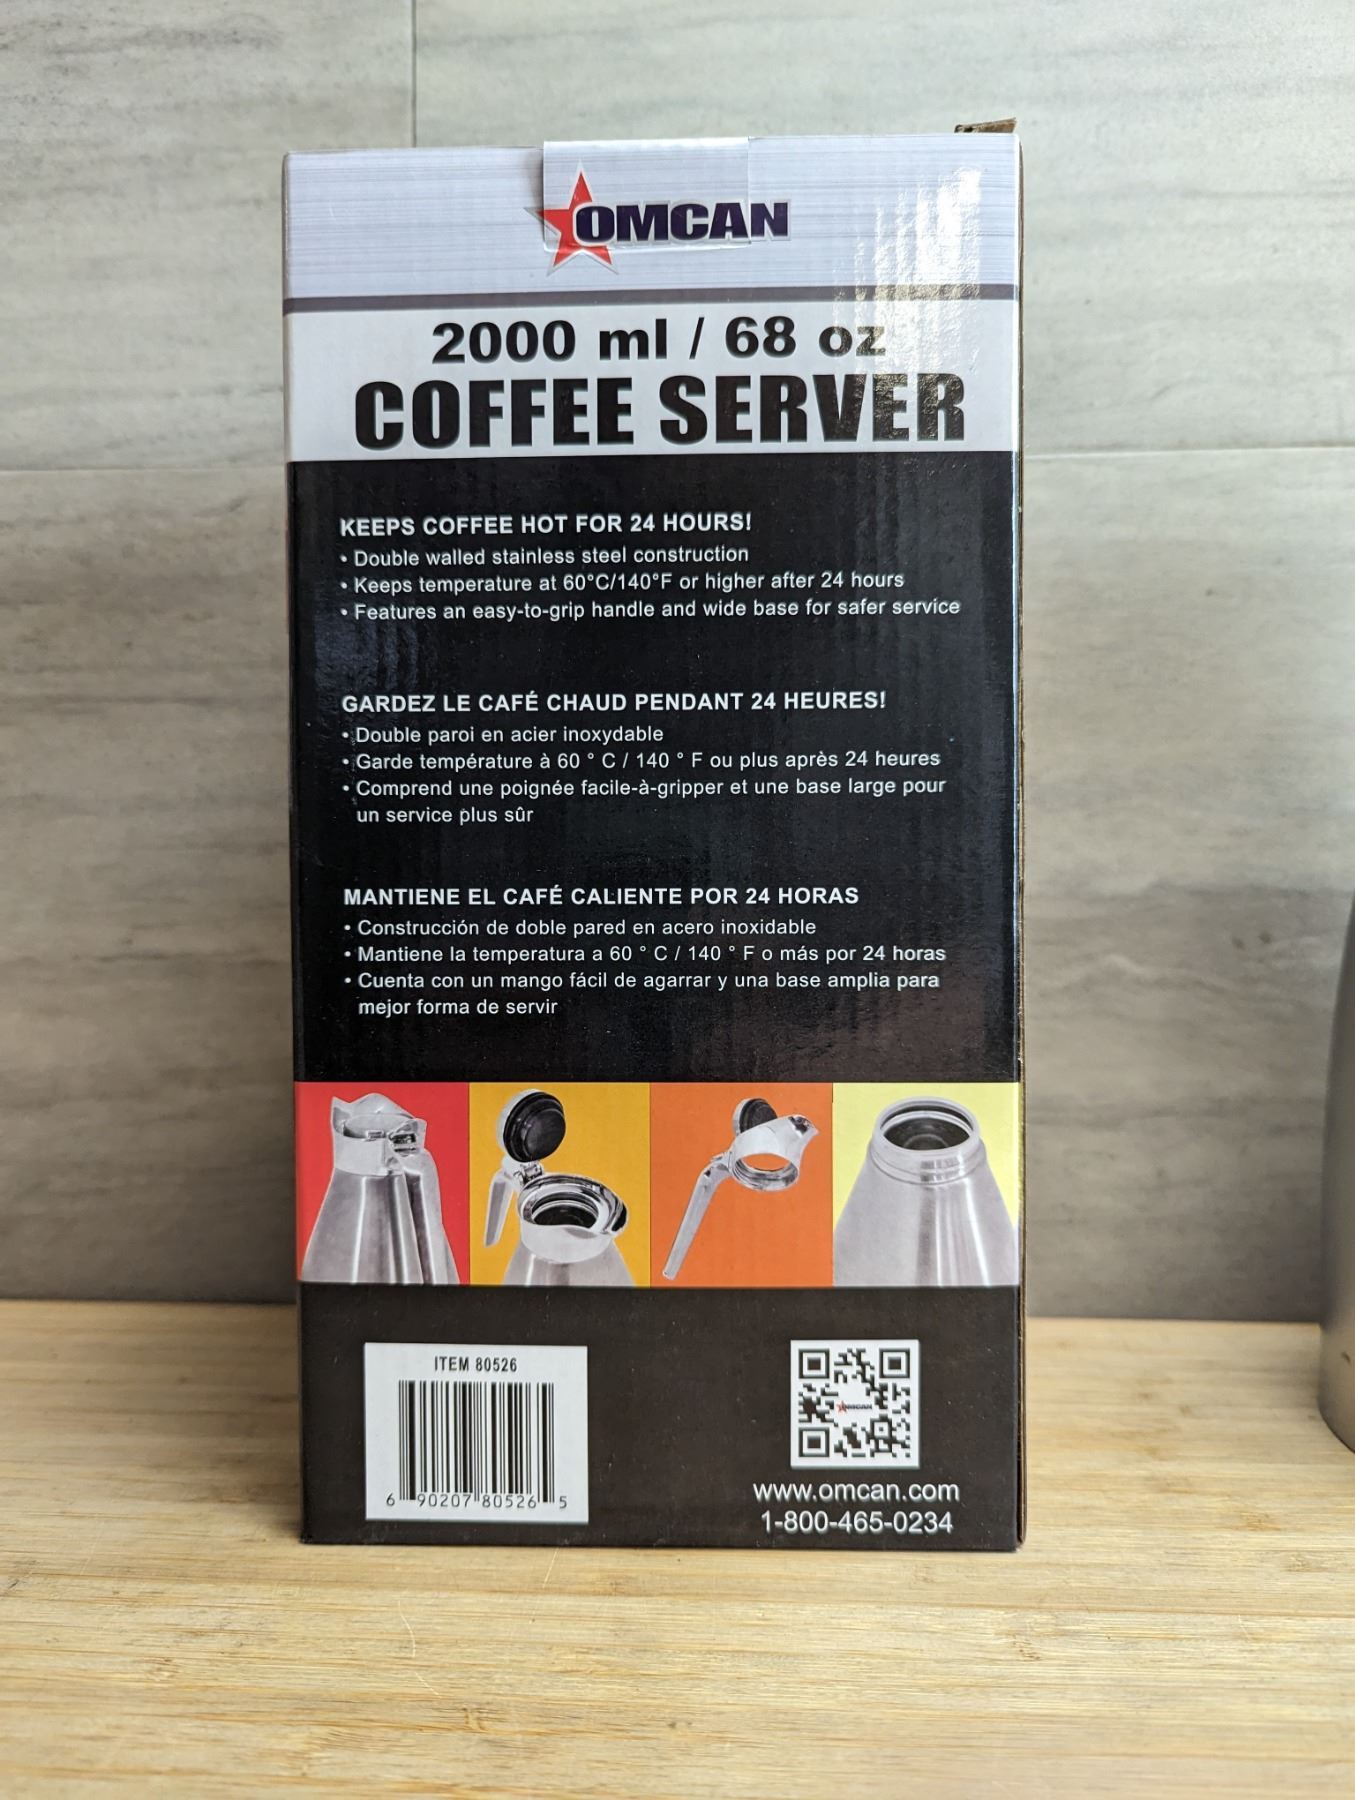 OMCAN
2000 ml / 68 oz
COFFEE SERVER
KEEPS COFFEE HOT FOR 24 HOURS!
• Double walled stainless steel construction
• Keeps temperature at 60°C/140°F or higher after 24 hours
• Features an easy-to-grip handle and wide base for safer service
GARDEZ LE CAFÉ CHAUD PENDANT 24 HEURES!
• Double paroi en acier inoxydable
• Garde température à 60 ° C / 140 ° F ou plus après 24 heures
• Comprend une poignée facile-à-gripper et une base large pour
un service plus sûr
MANTIENE EL CAFÉ CALIENTE POR 24 HORAS
• Construcción de doble pared en acero inoxidable
• Mantiene la temperatura a 60 ° C / 140 ° F o más por 24 horas
• Cuenta con un mango fácil de agarrar y una base amplia para
mejor forma de servir
ITEM 80526
6 90207 80526 5
OMCAN
www.omcan.com
1-800-465-0234